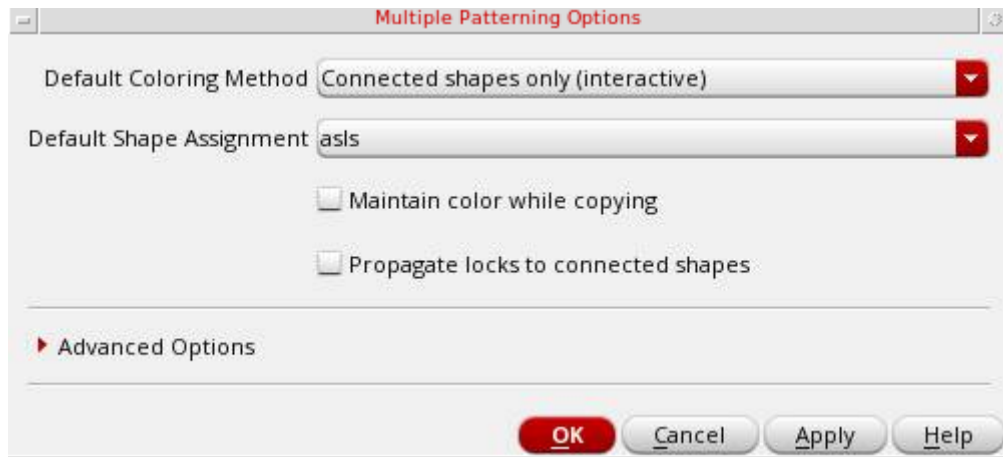 Multiple Patterning Options
Default Coloring Method Connected shapes only (interactive)
Default Shape Assignment asIs
Maintain color while copying
Propagate locks to connected shapes
Advanced Options
OK Cancel Apply Help